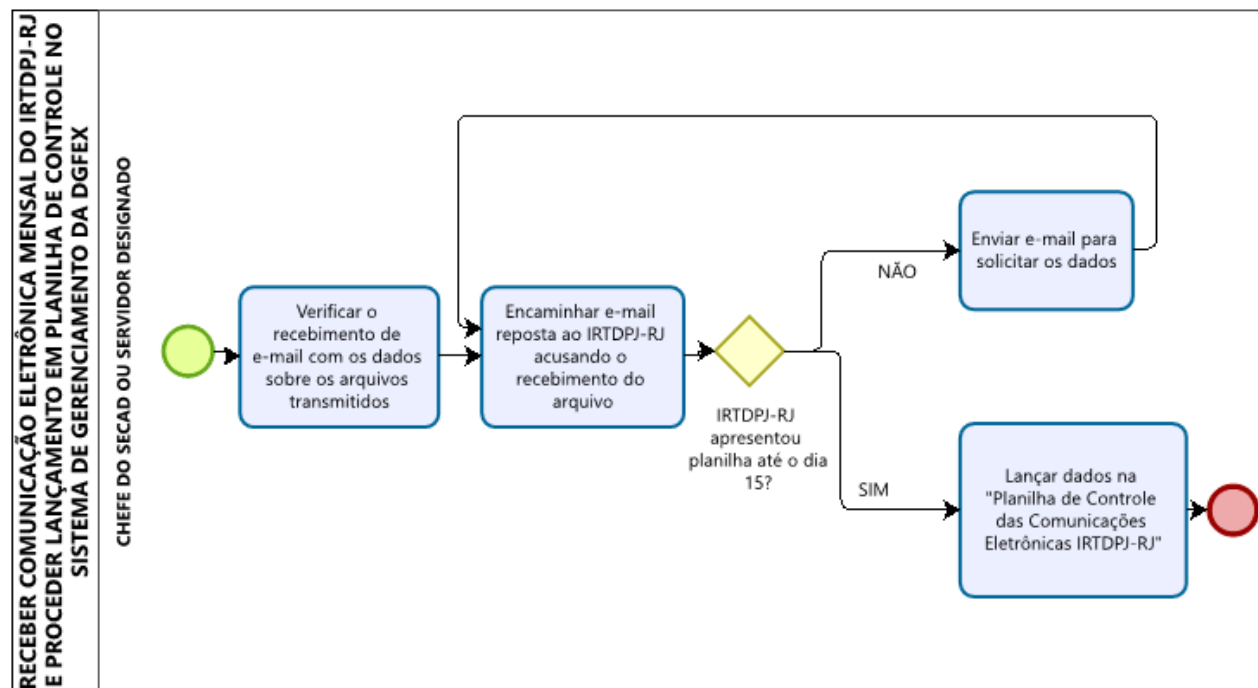 RECEBER COMUNICAÇÃO ELETRÔNICA MENSAL DO IRTDPJ-RJ
E PROCEDER LANÇAMENTO EM PLANILHA DE CONTROLE NO
SISTEMA DE GERENCIAMENTO DA DGFEX
CHEFE DO SECAD OU SERVIDOR DESIGNADO
Verificar o
recebimento de
e-mail com os dados
sobre os arquivos
transmitidos
Encaminhar e-mail
reposta ao IRTDPJ-RJ
acusando o
recebimento do
arquivo
IRTDPJ-RJ
apresentou
planilha até o dia
15?
NÃO
Enviar e-mail para
solicitar os dados
SIM
Lançar dados na
"Planilha de Controle
das Comunicações
Eletrônicas IRTDPJ-RJ"